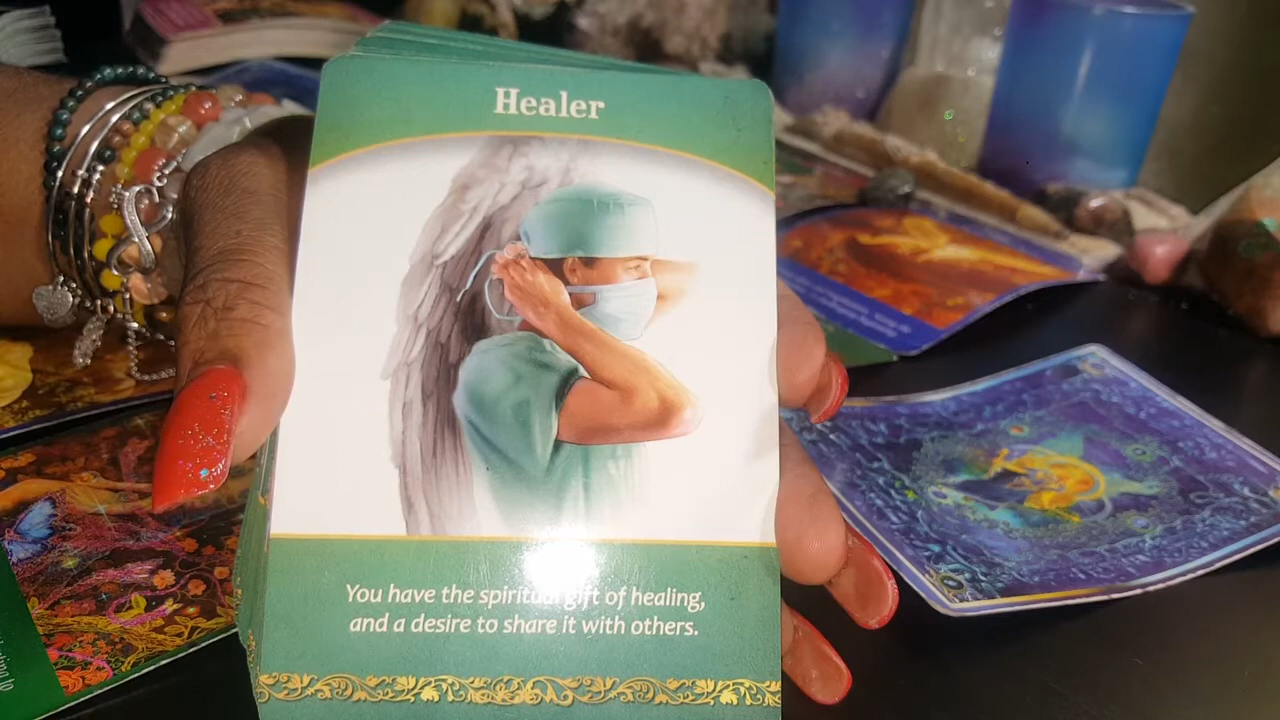 Healer
You have the spiritual gift of healing,
and a desire to share it with others.